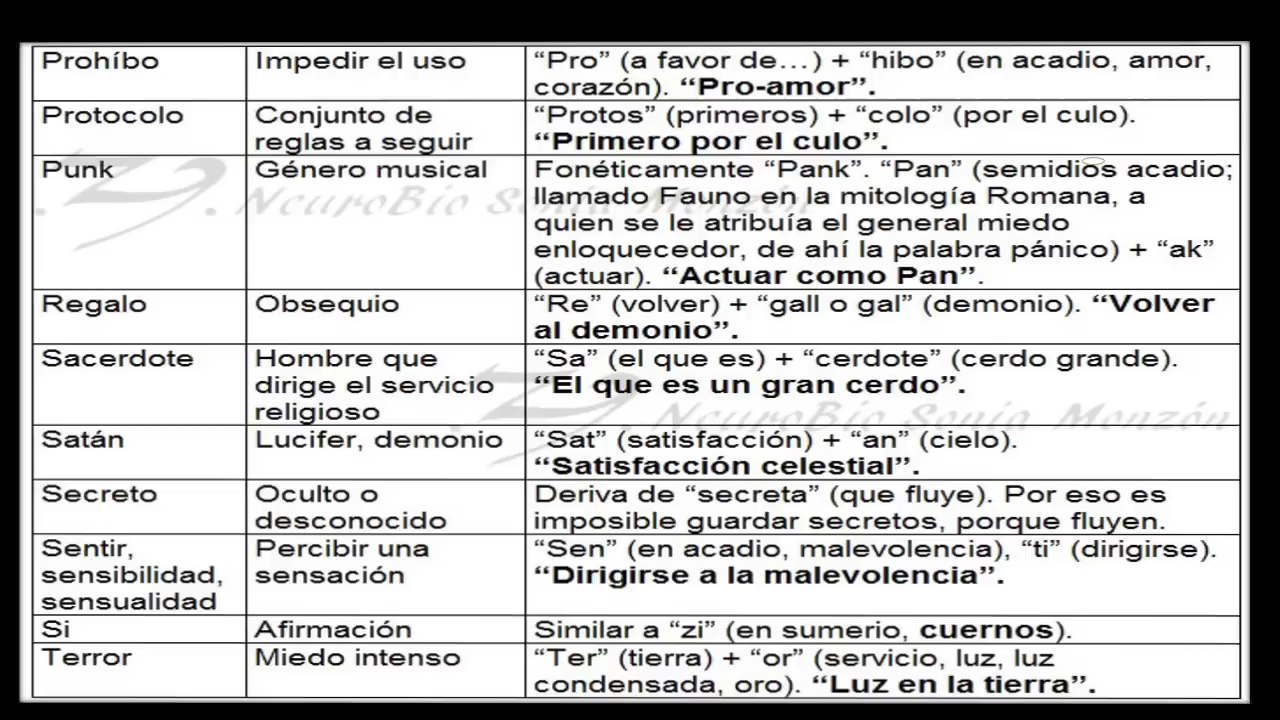 Prohíbo
Impedir el uso
“Pro” (a favor de…) + “hibo” (en acadio, amor,
corazón). “Pro-amor”.
Protocolo
Conjunto de
reglas a seguir
“Protos” (primeros) + “colo” (por el culo).
“Primero por el culo”.
Punk
Género musical
Fonéticamente “Pank”. “Pan” (semidiós acadio;
llamado Fauno en la mitología Romana, a
quien se le atribuía el general miedo
enloquecedor, de ahí la palabra pánico) + “ak”
(actuar). “Actuar como Pan”.
NeuroBio Sonia Monzón
Regalo
Obsequio
“Re” (volver) + “gall o gal” (demonio). “Volver
al demonio”.
Sacerdote
Hombre que
dirige el servicio
religioso
“Sa” (el que es) + “cerdote” (cerdo grande).
“El que es un gran cerdo”.
NeuroBio Sonia Monzón
Satán
Lucifer, demonio
“Sat” (satisfacción) + “an” (cielo).
“Satisfacción celestial”.
Secreto
Oculto o
desconocido
Deriva de “secreta” (que fluye). Por eso es
imposible guardar secretos, porque fluyen.
Sentir,
sensibilidad,
sensualidad
Percibir una
sensación
“Sen” (en acadio, malevolencia), “ti” (dirigirse).
“Dirigirse a la malevolencia”.
Si
Afirmación
Similar a “zi” (en sumerio, cuernos).
Terror
Miedo intenso
“Ter” (tierra) + “or” (servicio, luz, luz
condensada, oro). “Luz en la tierra”.